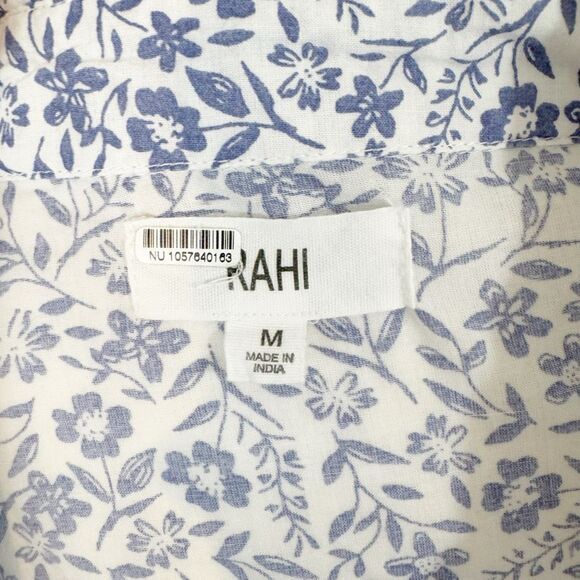 NU 1057640163
RAHI
M
MADE IN
INDIA